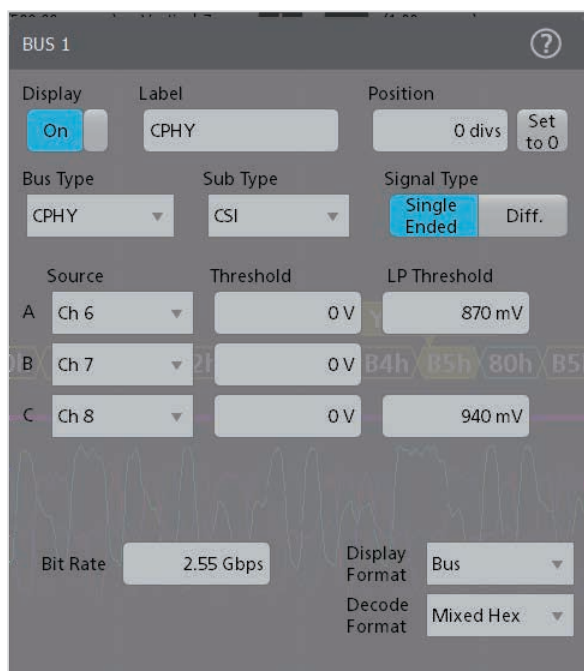 BUS 1
?
Display Label Position
On CPHY 0 divs Set to 0
Bus Type Sub Type Signal Type
CPHY CSI Single Ended Diff.
Source Threshold LP Threshold
A Ch 6 0 V 870 mV
B Ch 7 0 V
B4h B5h 80h B5
C Ch 8 0 V 940 mV
Bit Rate 2.55 Gbps Display Format Bus
Decode Format Mixed Hex